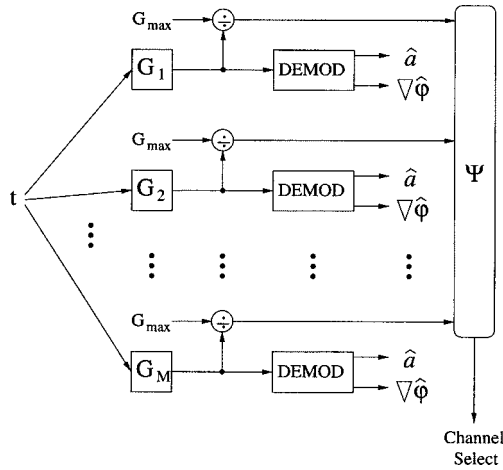 G_max ÷
G_1 DEMOD â
∇φ̂
G_max ÷
G_2 DEMOD â
∇φ̂
Ψ
t
G_max ÷
G_M DEMOD â
∇φ̂
Channel
Select